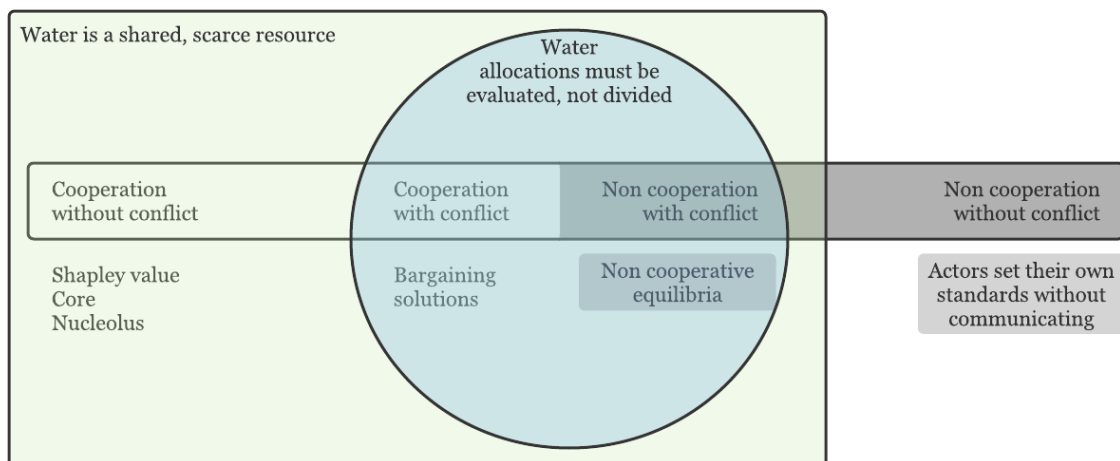 Water is a shared, scarce resource
Water
allocations must be
evaluated, not divided
Cooperation
without conflict
Cooperation
with conflict
Non cooperation
with conflict
Non cooperation
without conflict
Shapley value
Core
Nucleolus
Bargaining
solutions
Non cooperative
equilibria
Actors set their own
standards without
communicating